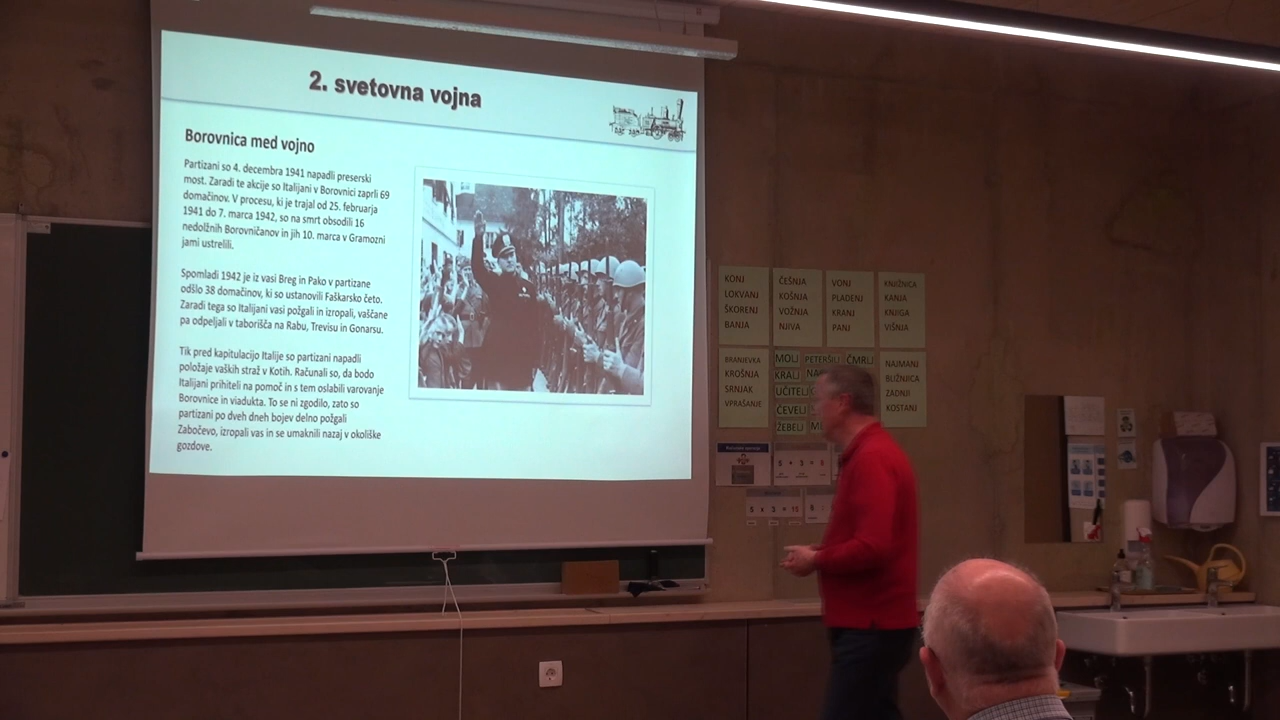 2. svetovna vojna
Borovnica med vojno
Partizani so 4. decembra 1941 napadli preserski
most. Zaradi te akcije so Italijani v Borovnici zaprli 69
domačinov. V procesu, ki je trajal od 25. februarja
1941 do 7. marca 1942, so na smrt obsodili 16
nedolžnih Borovničanov in jih 10. marca v Gramozni
jami ustrelili.
Spomladi 1942 je iz vasi Breg in Pako v partizane
odšlo 38 domačinov, ki so ustanovili Faškarsko četo.
Zaradi tega so Italijani vasi požgali in izropali, vaščane
pa odpeljali v taborišča na Rabu, Trevisu in Gonarsu.
Tik pred kapitulacijo Italije so partizani napadli
položaje vaških straž v Kotih. Računali so, da bodo
Italijani prihiteli na pomoč in s tem oslabili varovanje
Borovnice in viadukta. To se ni zgodilo, zato so
partizani po dveh dneh bojev delno požgali
Zabočevo, izropali vas in se umaknili nazaj v okoliške
gozdove.
KONJ
LOKVANJ
ŠKORENJ
BANJA
ČEŠNJA
KOŠNJA
VOŽNJA
NJIVA
VONJ
PLADENJ
KRANJ
PANJ
KNJIŽNICA
KANJA
KNJIGA
VIŠNJA
BRANJEVKA
KROŠNJA
SRNJAK
VPRAŠANJE
MOLJ
PETERŠILJ
ČMRLJ
KRALJ
UČITELJ
ČEVELJ
ŽEBELJ
NAJMANJ
BLIŽNJICA
ZADNJI
KOSTANJ
5 x 3 = 15